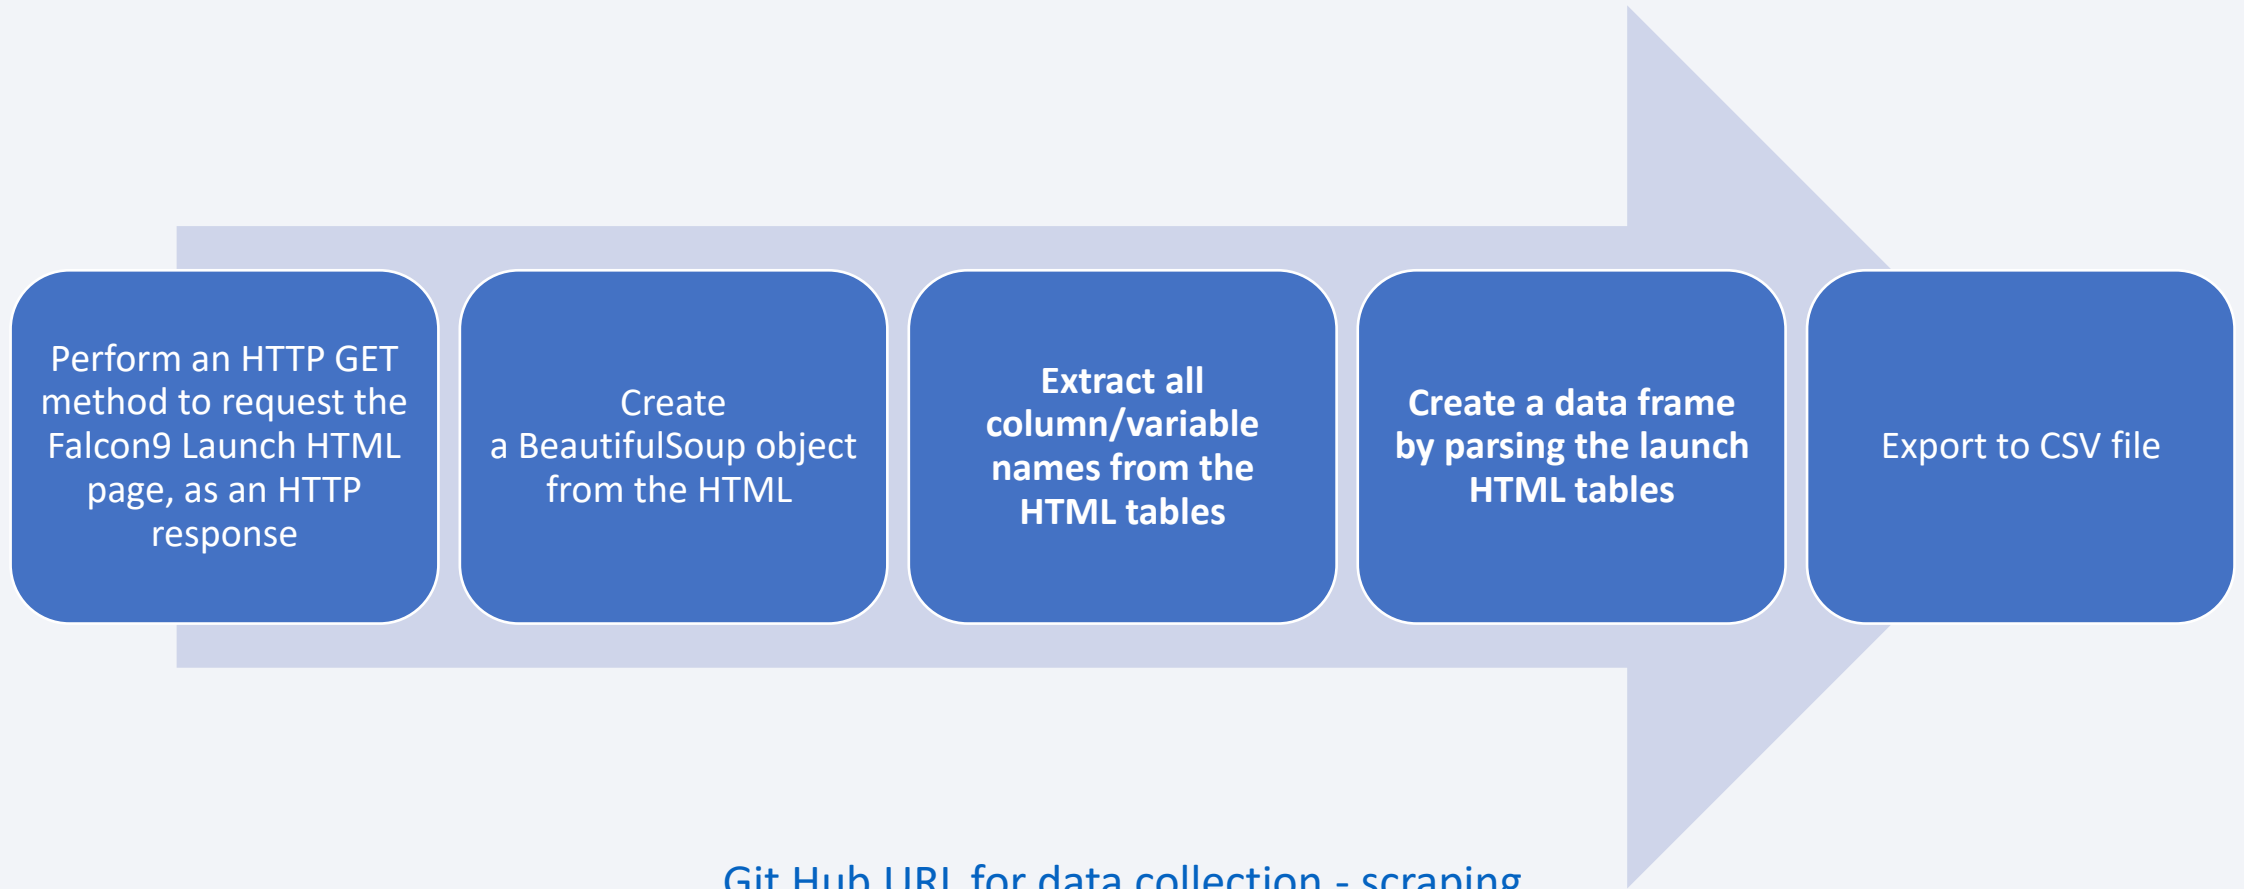 Perform an HTTP GET
method to request the
Falcon9 Launch HTML
page, as an HTTP
response
Create
a BeautifulSoup object
from the HTML
Extract all
column/variable
names from the
HTML tables
Create a data frame
by parsing the launch
HTML tables
Export to CSV file
Git Hub URL for data collection - scraping